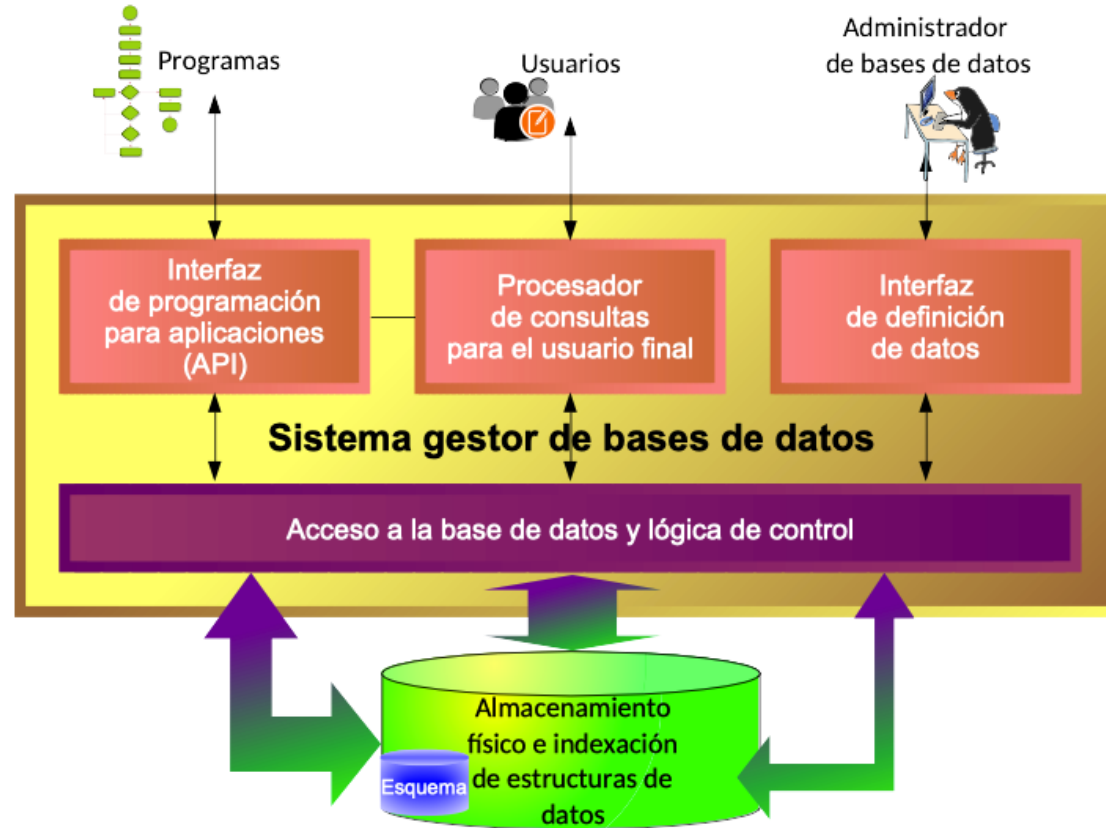 Programas
Usuarios
Administrador
de bases de datos
Interfaz
de programación
para aplicaciones
(API)
Procesador
de consultas
para el usuario final
Interfaz
de definición
de datos
Sistema gestor de bases de datos
Acceso a la base de datos y lógica de control
Almacenamiento
físico e indexación
de estructuras de
datos
Esquema